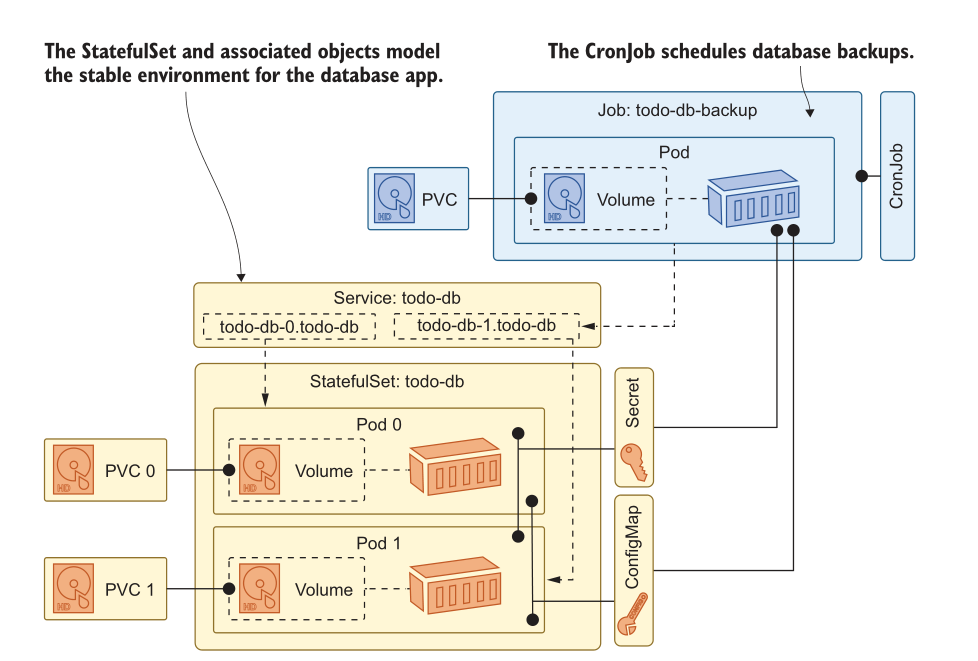 The StatefulSet and associated objects model
the stable environment for the database app.
The CronJob schedules database backups.
Job: todo-db-backup
Pod
CronJob
PVC
HD
HD
Volume
Service: todo-db
todo-db-0.todo-db
todo-db-1.todo-db
StatefulSet: todo-db
Secret
Pod 0
HD
PVC 0
HD
Volume
ConfigMap
Pod 1
HD
PVC 1
HD
Volume